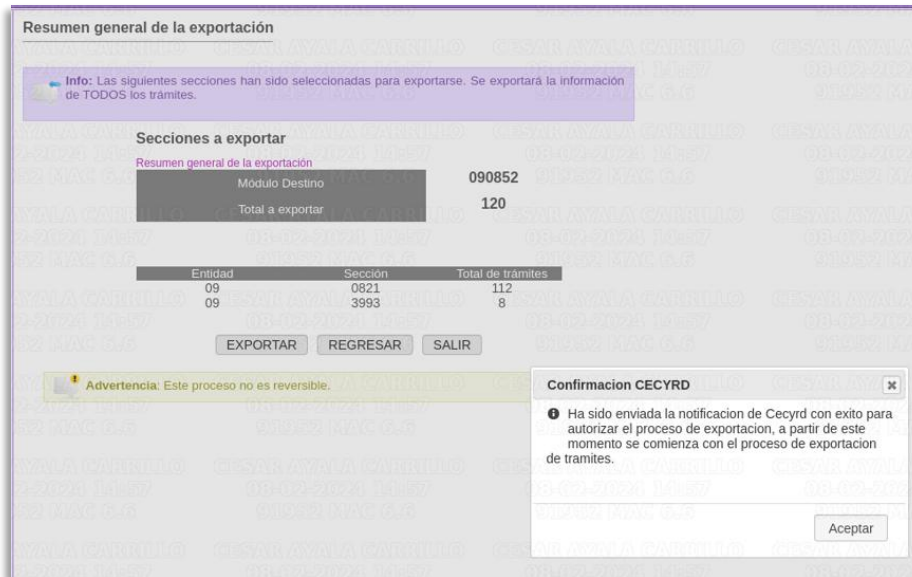 Resumen general de la exportación
Info: Las siguientes secciones han sido seleccionadas para exportarse. Se exportará la información
de TODOS los trámites.
Secciones a exportar
Resumen general de la exportación
Módulo Destino 090852
Total a exportar 120
Entidad Sección Total de trámites
09 0821 112
09 3993 8
EXPORTAR REGRESAR SALIR
Advertencia: Este proceso no es reversible.
Confirmacion CECYRD
Ha sido enviada la notificacion de Cecyrd con exito para
autorizar el proceso de exportacion, a partir de este
momento se comienza con el proceso de exportacion
de tramites.
Aceptar